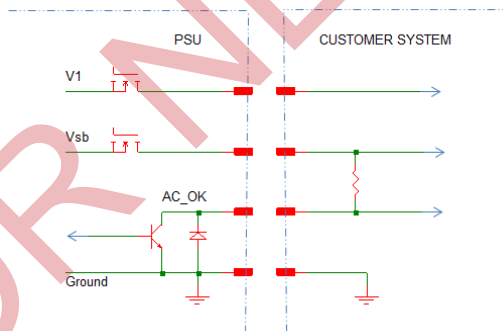 PSU
CUSTOMER SYSTEM
V1
Vsb
AC_OK
Ground